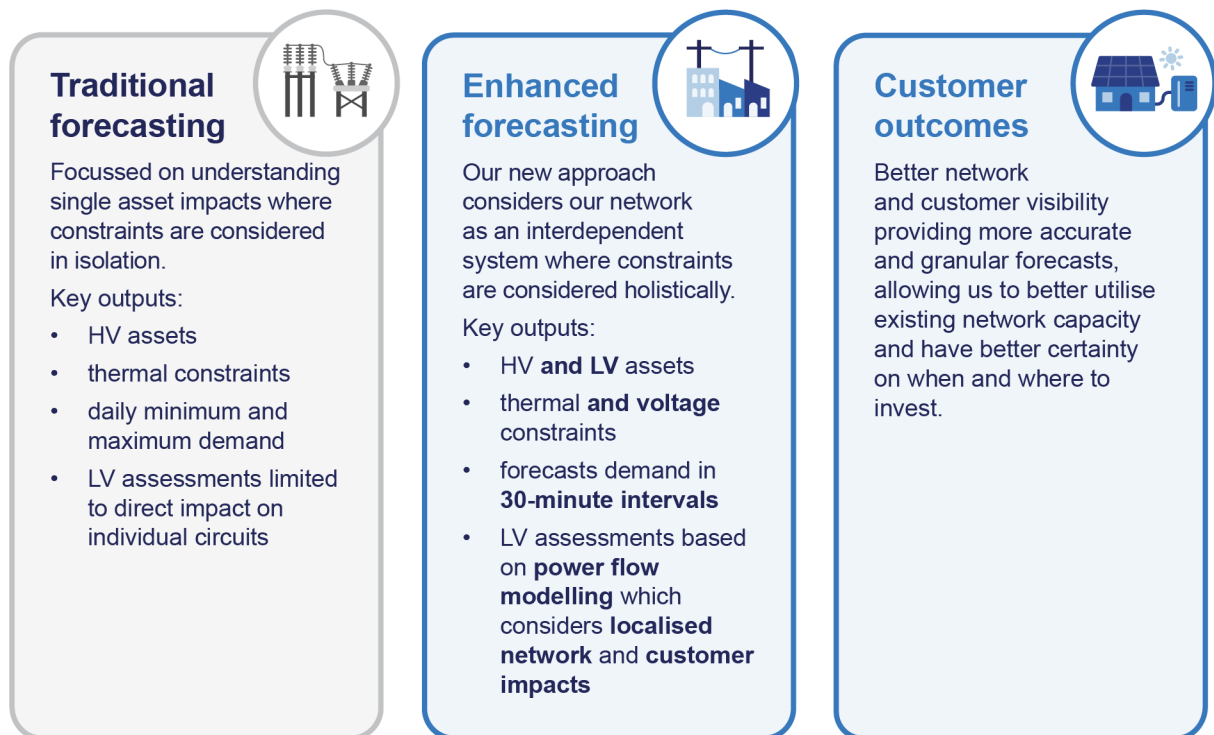 Traditional
forecasting
Focussed on understanding
single asset impacts where
constraints are considered
in isolation.
Key outputs:
• HV assets
• thermal constraints
• daily minimum and
maximum demand
• LV assessments limited
to direct impact on
individual circuits
Enhanced
forecasting
Our new approach
considers our network
as an interdependent
system where constraints
are considered holistically.
Key outputs:
• HV and LV assets
• thermal and voltage
constraints
• forecasts demand in
30-minute intervals
• LV assessments based
on power flow
modelling which
considers localised
network and customer
impacts
Customer
outcomes
Better network
and customer visibility
providing more accurate
and granular forecasts,
allowing us to better utilise
existing network capacity
and have better certainty
on when and where to
invest.